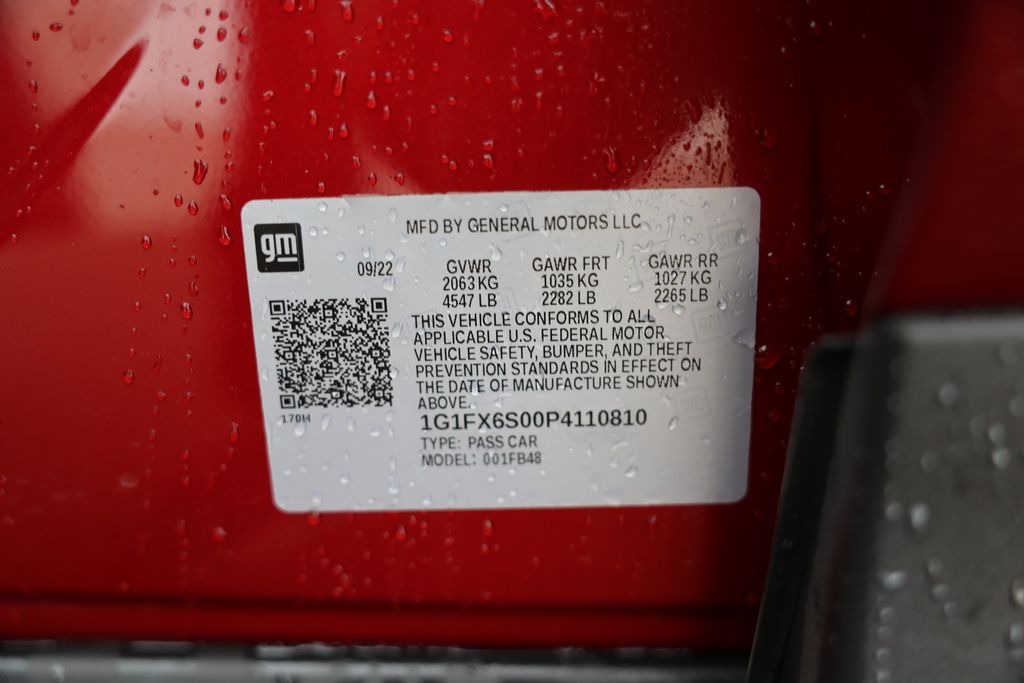 gm
MFD BY GENERAL MOTORS LLC
09/22
GVWR GAWR FRT GAWR RR
2063 KG 1035 KG 1027 KG
4547 LB 2282 LB 2265 LB
THIS VEHICLE CONFORMS TO ALL
APPLICABLE U.S. FEDERAL MOTOR
VEHICLE SAFETY, BUMPER, AND THEFT
PREVENTION STANDARDS IN EFFECT ON
THE DATE OF MANUFACTURE SHOWN
ABOVE.
170H
1G1FX6S00P4110810
TYPE: PASS CAR
MODEL: 001FB48